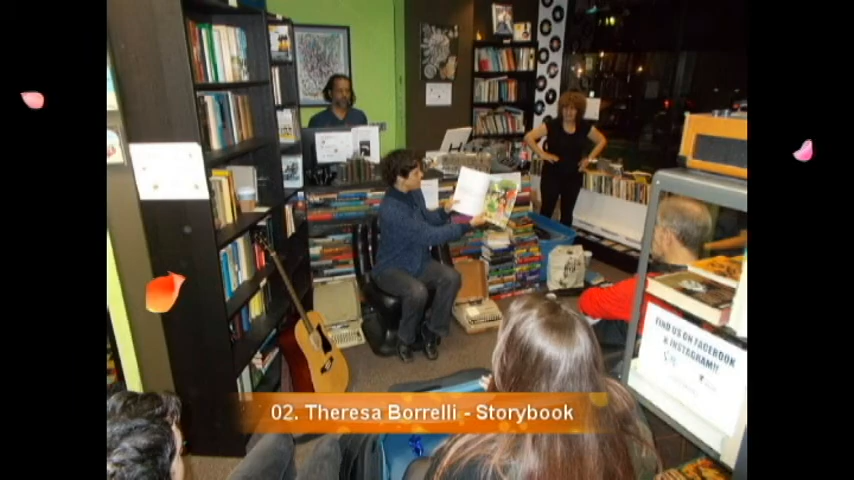 FIND US ON FACEBOOK
& INSTAGRAM!!
02. Theresa Borrelli - Storybook